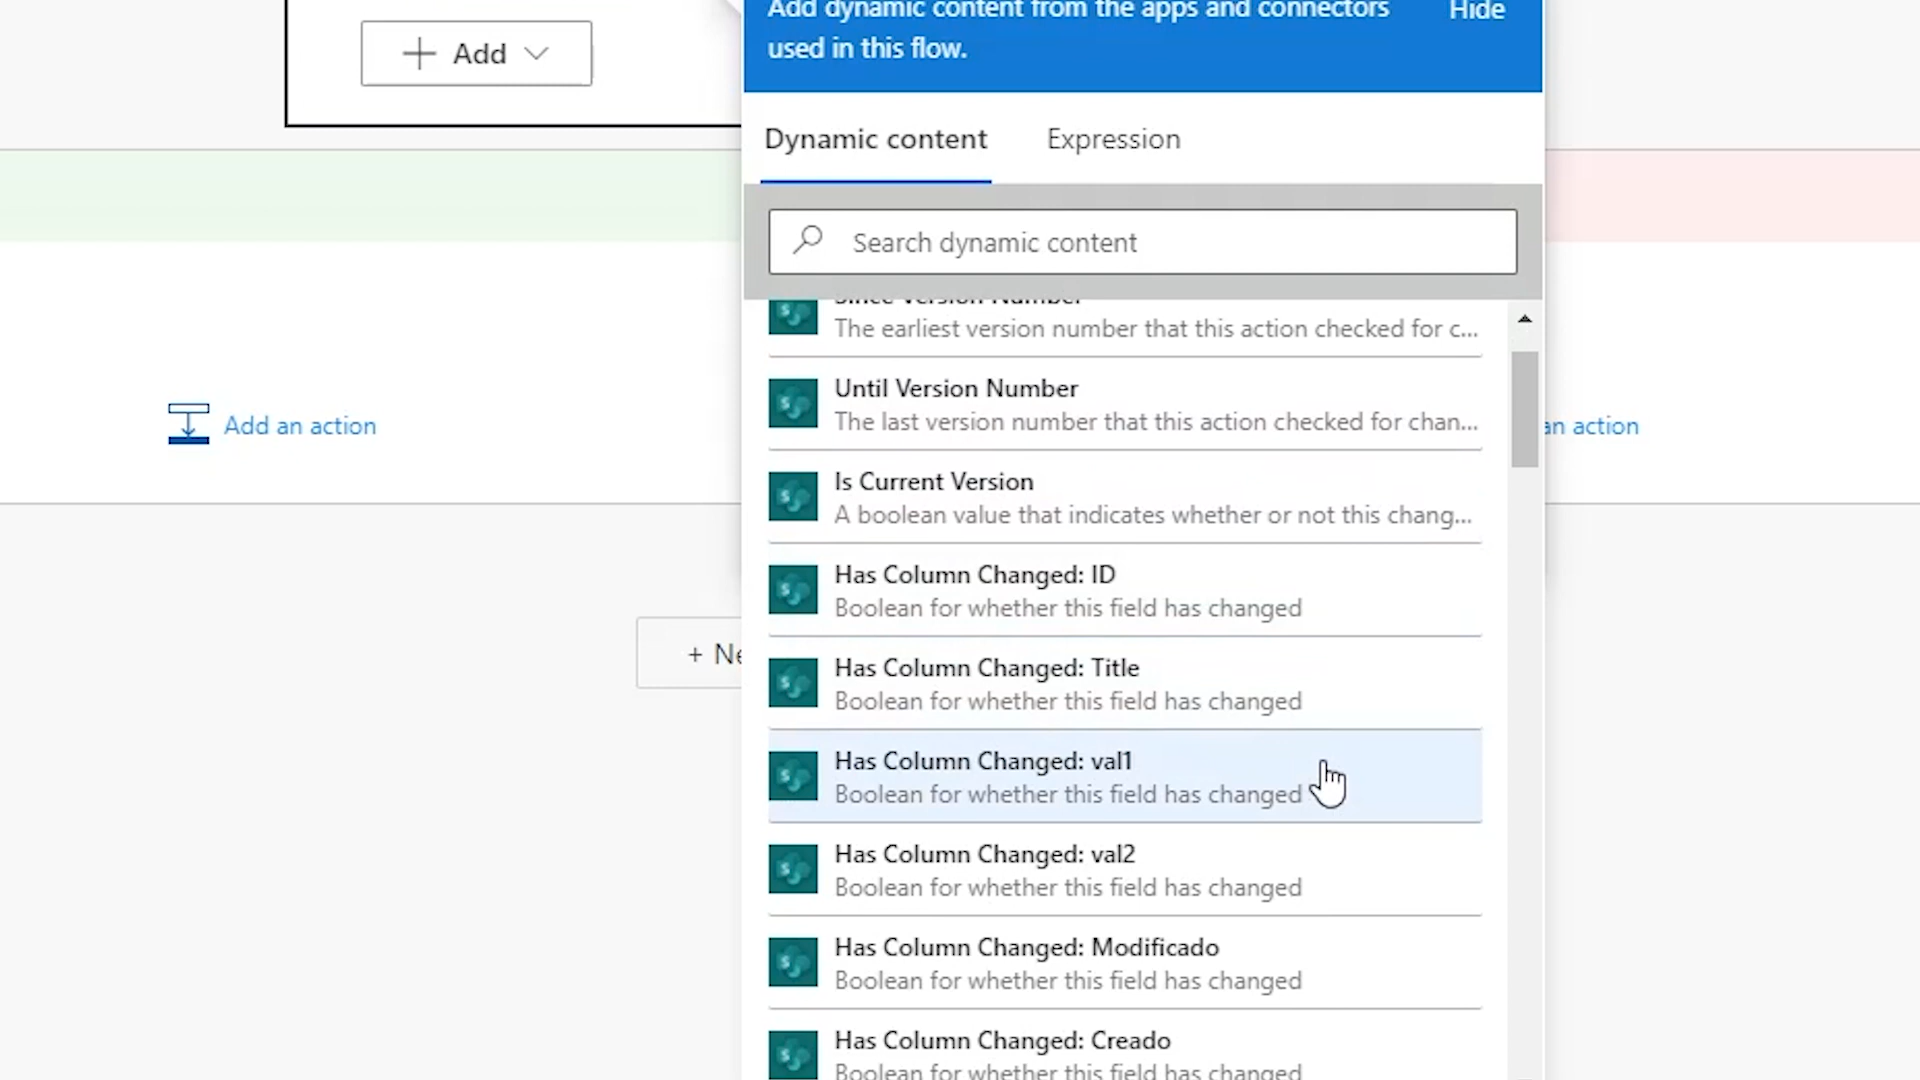 Add dynamic content from the apps and connectors
used in this flow.
Hide
Add
Dynamic content
Expression
Search dynamic content
Since Version Number
The earliest version number that this action checked for c...
Until Version Number
The last version number that this action checked for chan...
Is Current Version
A boolean value that indicates whether or not this chang...
Has Column Changed: ID
Boolean for whether this field has changed
Has Column Changed: Title
Boolean for whether this field has changed
Has Column Changed: val1
Boolean for whether this field has changed
Has Column Changed: val2
Boolean for whether this field has changed
Has Column Changed: Modificado
Boolean for whether this field has changed
Has Column Changed: Creado
Boolean for whether this field has changed
Add an action
an action
+ Ne